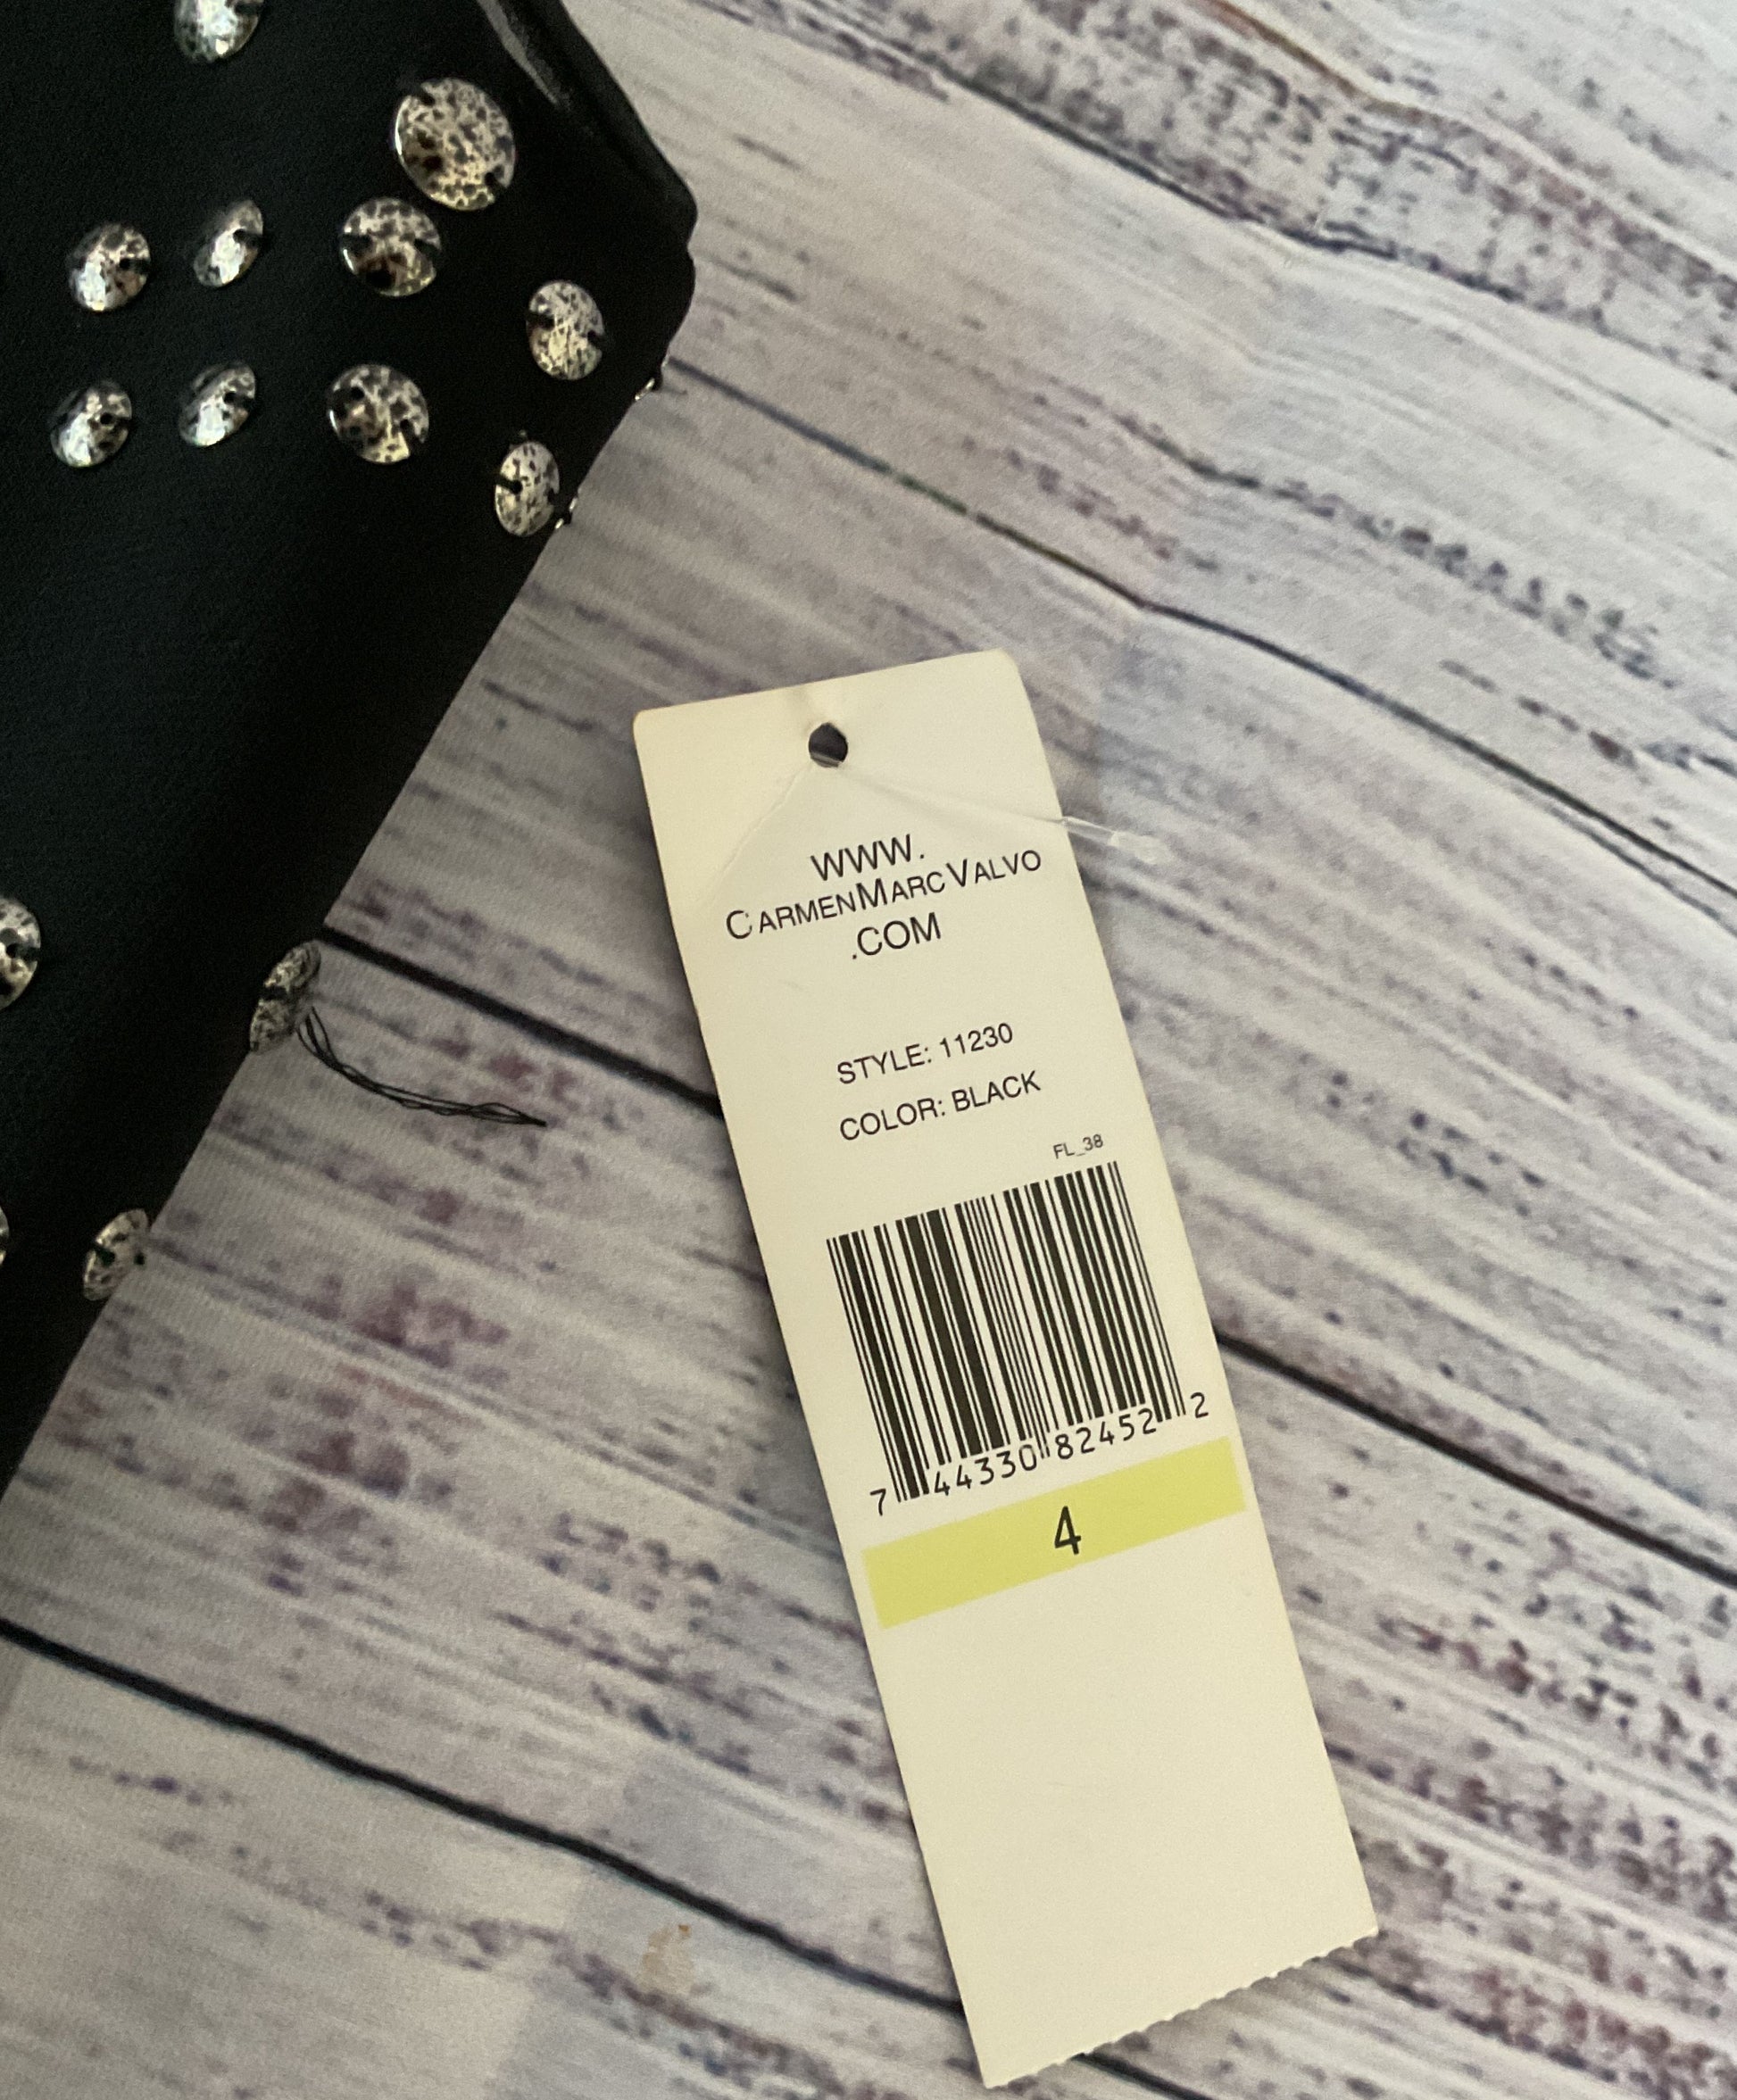 WWW.
CARMENMARCVALVO
.COM
STYLE: 11230
COLOR: BLACK
FL_38
7 44330 82452 2
4